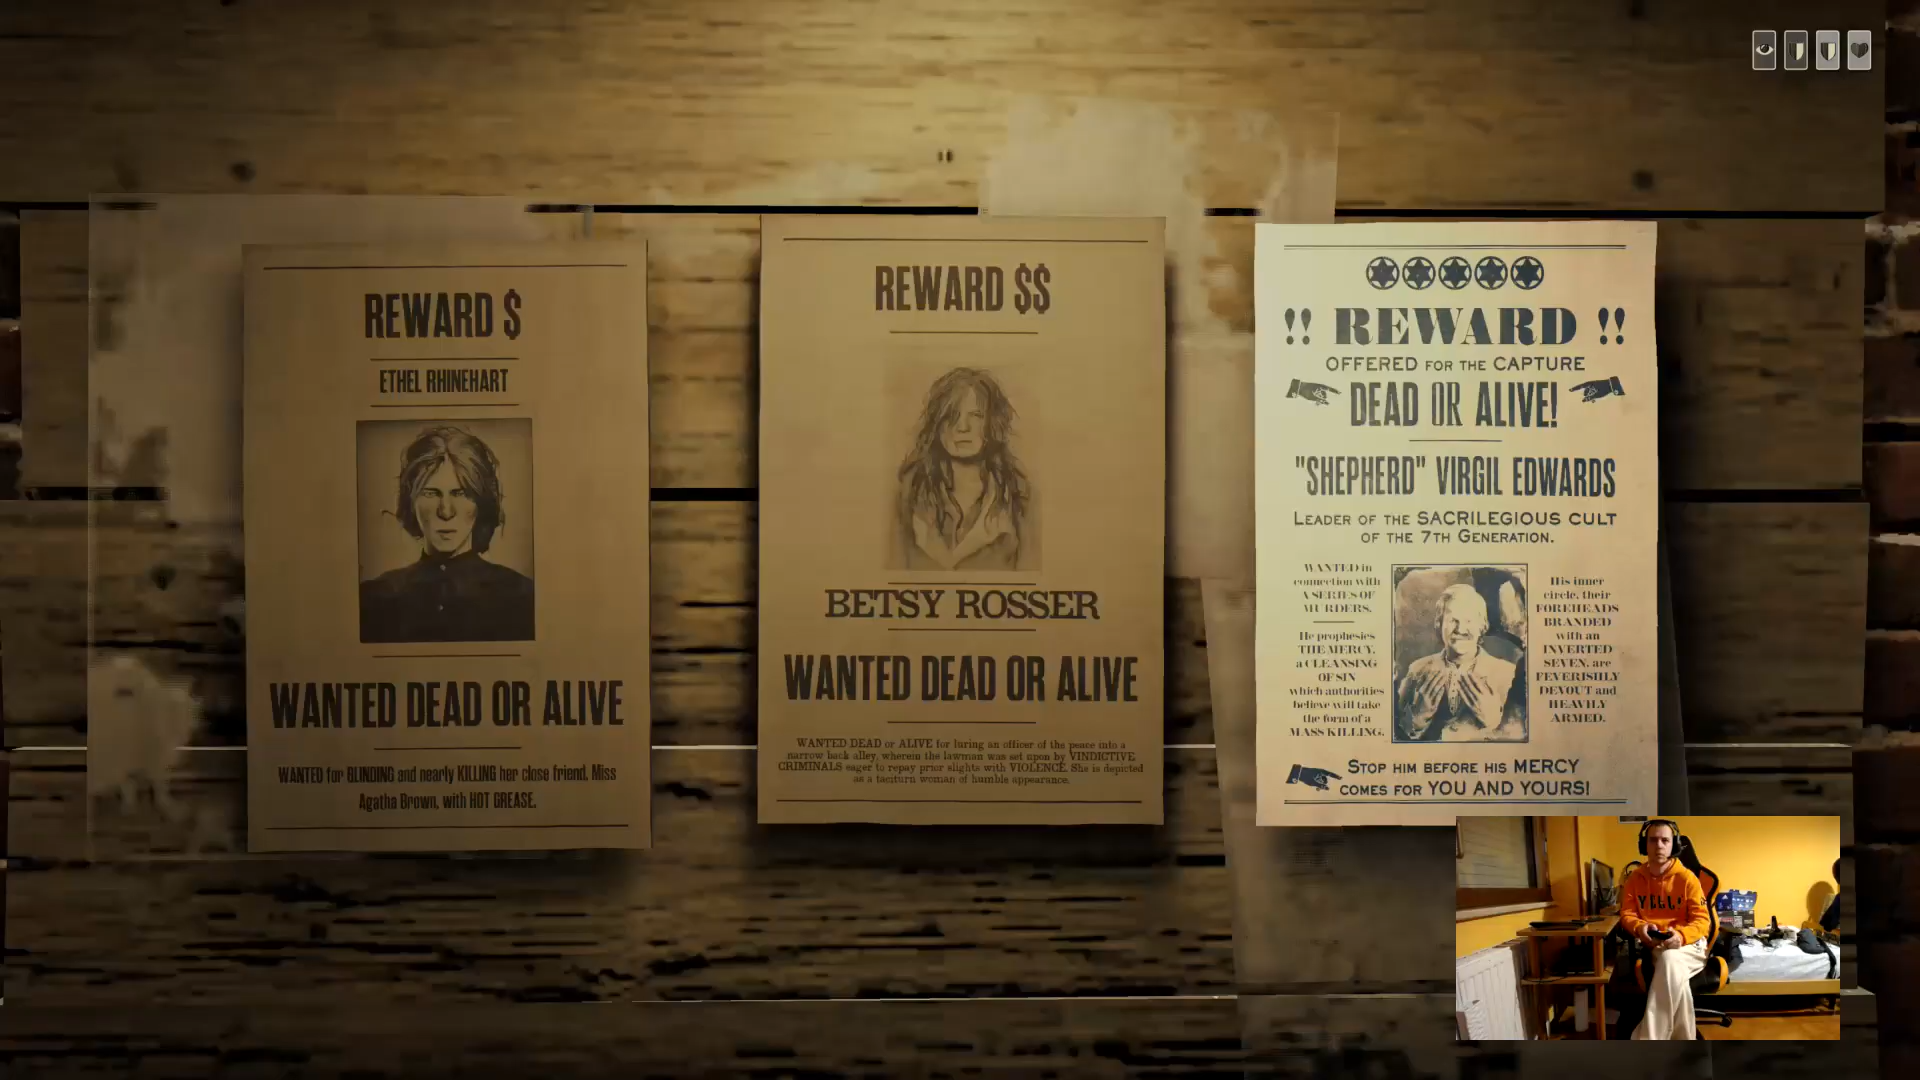 REWARD $
ETHEL RHINEHART
WANTED DEAD OR ALIVE
WANTED for BLINDING and nearly KILLING her close friend, Miss
Agatha Brown, with HOT GREASE.
REWARD $$
BETSY ROSSER
WANTED DEAD OR ALIVE
WANTED DEAD or ALIVE for luring an officer of the peace into a
narrow back alley, wherein the lawman was set upon by VINDICTIVE
CRIMINALS eager to repay prior slights with VIOLENCE. She is depicted
as a taciturn woman of humble appearance.
!! REWARD !!
OFFERED FOR THE CAPTURE
DEAD OR ALIVE!
"SHEPHERD" VIRGIL EDWARDS
LEADER OF THE SACRILEGIOUS CULT
OF THE 7TH GENERATION.
WANTED in
connection with
A SERIES OF
MURDERS.
He prophesies
THE MERCY,
a CLEANSING
OF SIN
which authorities
believe will take
the form of a
MASS KILLING.
His inner
circle, their
FOREHEADS
BRANDED
with an
INVERTED
SEVEN, are
FEVERISHLY
DEVOUT and
HEAVILY
ARMED.
STOP HIM BEFORE HIS MERCY
COMES FOR YOU AND YOURS!
YELL!